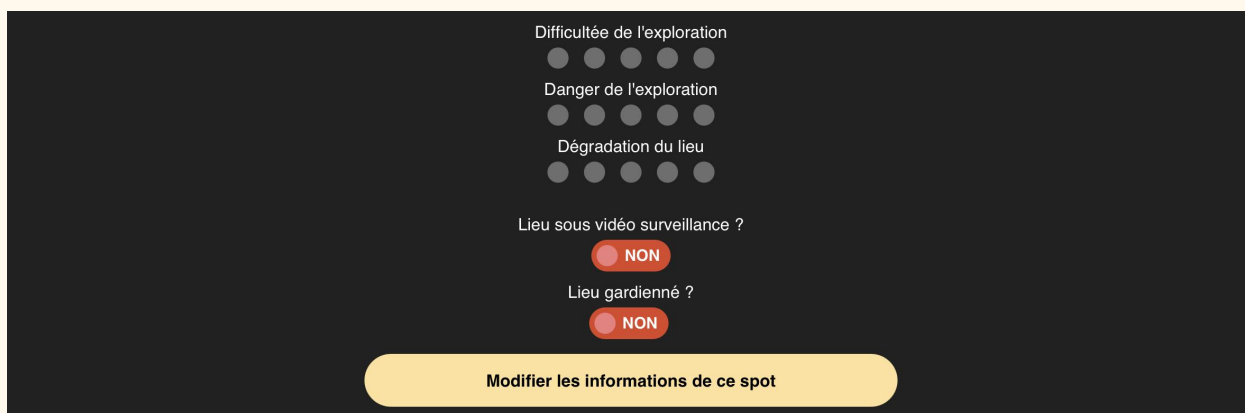 Difficultée de l'exploration
Danger de l'exploration
Dégradation du lieu
Lieu sous vidéo surveillance ?
NON
Lieu gardienné ?
NON
Modifier les informations de ce spot